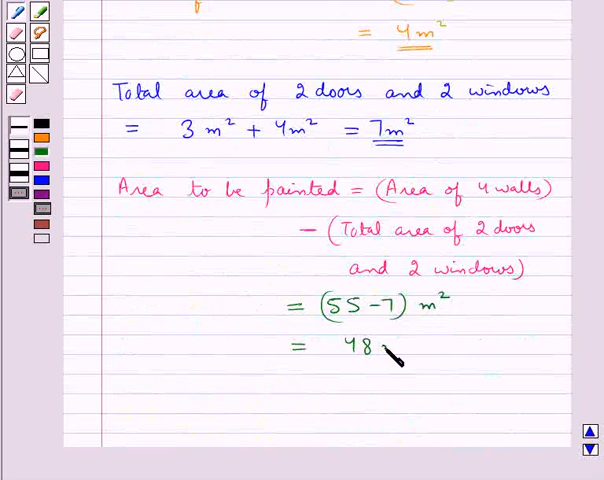 = 4m²
Total area of 2 doors and 2 windows
= 3 m² + 4m² = 7m²
Area to be painted = (Area of 4 walls)
- (Total area of 2 doors
and 2 windows)
= (55-7) m²
= 48